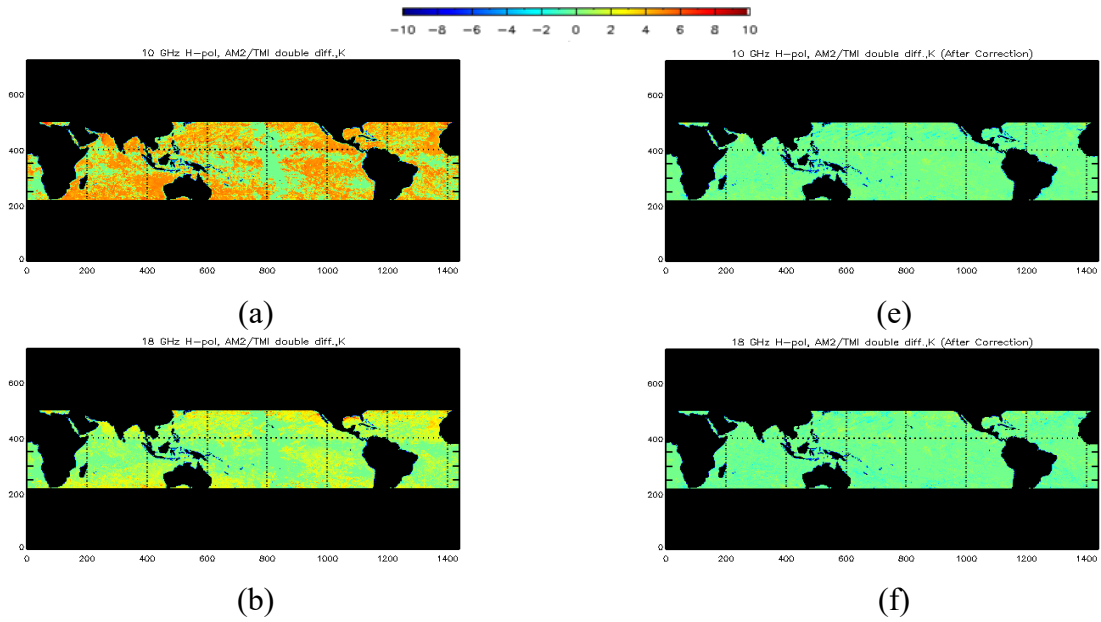 −10 −8 −6 −4 −2 0 2 4 6 8 10
10 GHz H−pol, AM2/TMI double diff.,K
600
400
200
0
0 200 400 600 800 1000 1200 1400
(a)
10 GHz H−pol, AM2/TMI double diff.,K (After Correction)
600
400
200
0
0 200 400 600 800 1000 1200 1400
(e)
18 GHz H−pol, AM2/TMI double diff.,K
600
400
200
0
0 200 400 600 800 1000 1200 1400
(b)
18 GHz H−pol, AM2/TMI double diff.,K (After Correction)
600
400
200
0
0 200 400 600 800 1000 1200 1400
(f)